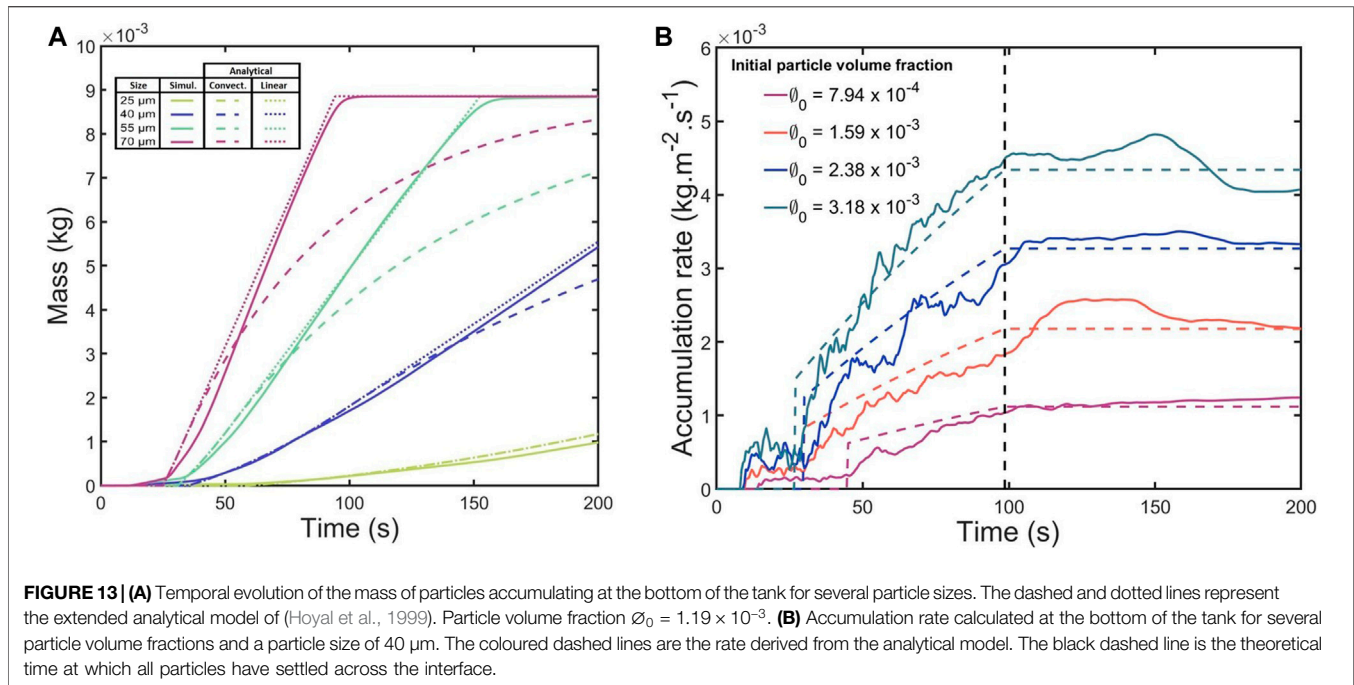 A
×10⁻³
10
9
8
7
6
5
4
3
2
1
0
Mass (kg)
Analytical
Size Simul. Convect. Linear
25 µm
40 µm
55 µm
70 µm
0 50 100 150 200
Time (s)
B
×10⁻³
6
5
4
3
2
1
0
Accumulation rate (kg.m⁻².s⁻¹)
Initial particle volume fraction
∅₀ = 7.94 x 10⁻⁴
∅₀ = 1.59 x 10⁻³
∅₀ = 2.38 x 10⁻³
∅₀ = 3.18 x 10⁻³
0 50 100 150 200
Time (s)
FIGURE 13 | (A) Temporal evolution of the mass of particles accumulating at the bottom of the tank for several particle sizes. The dashed and dotted lines represent
the extended analytical model of (Hoyal et al., 1999). Particle volume fraction ∅₀ = 1.19 × 10⁻³. (B) Accumulation rate calculated at the bottom of the tank for several
particle volume fractions and a particle size of 40 µm. The coloured dashed lines are the rate derived from the analytical model. The black dashed line is the theoretical
time at which all particles have settled across the interface.